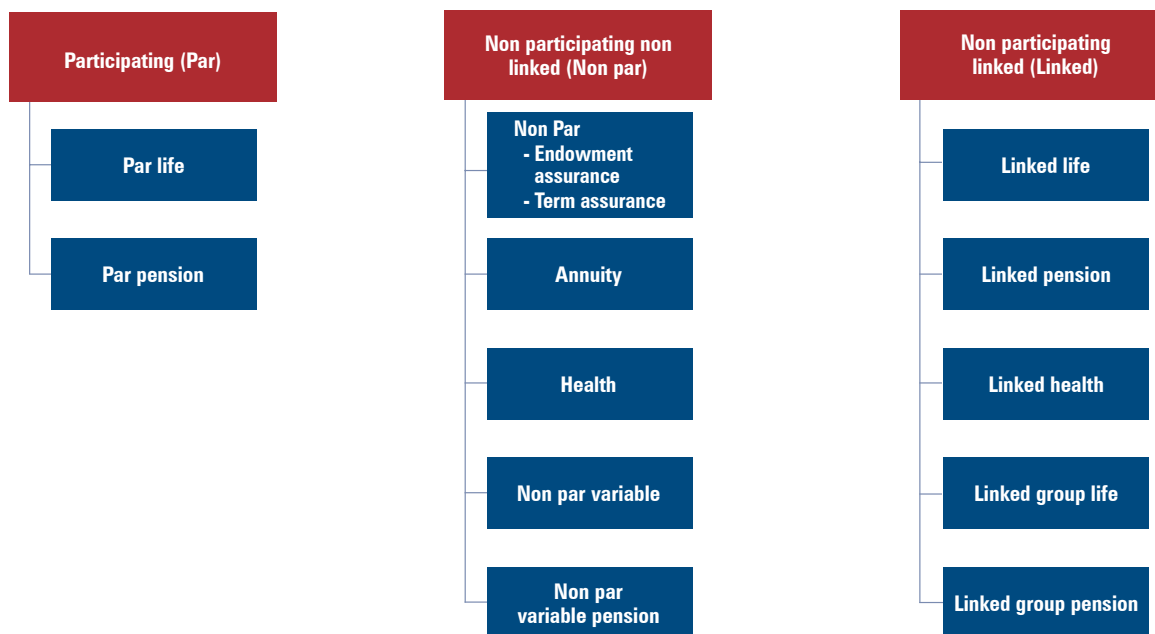 Participating (Par)
Par life
Par pension
Non participating non
linked (Non par)
Non Par
- Endowment
assurance
- Term assurance
Annuity
Health
Non par variable
Non par
variable pension
Non participating
linked (Linked)
Linked life
Linked pension
Linked health
Linked group life
Linked group pension